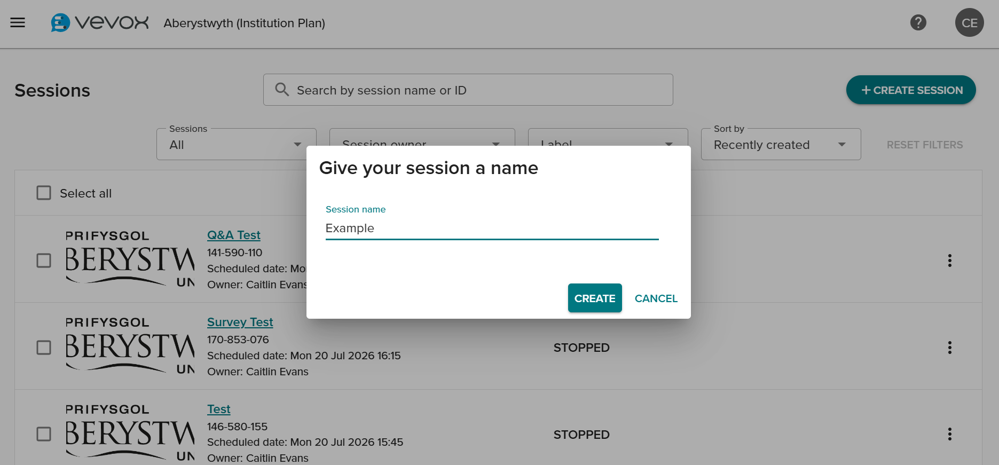 vevox
Aberystwyth (Institution Plan)
CE
Sessions
Search by session name or ID
+ CREATE SESSION
Sessions
All
Session owner
Label
Sort by
Recently created
RESET FILTERS
Give your session a name
Session name
Example
CREATE
CANCEL
Select all
PRIFYSGOL
BERYSTW
UN
Q&A Test
141-590-110
Scheduled date: Mo
Owner: Caitlin Evans
PRIFYSGOL
BERYSTW
UN
Survey Test
170-853-076
Scheduled date: Mon 20 Jul 2026 16:15
Owner: Caitlin Evans
STOPPED
PRIFYSGOL
BERYSTW
UN
Test
146-580-155
Scheduled date: Mon 20 Jul 2026 15:45
Owner: Caitlin Evans
STOPPED